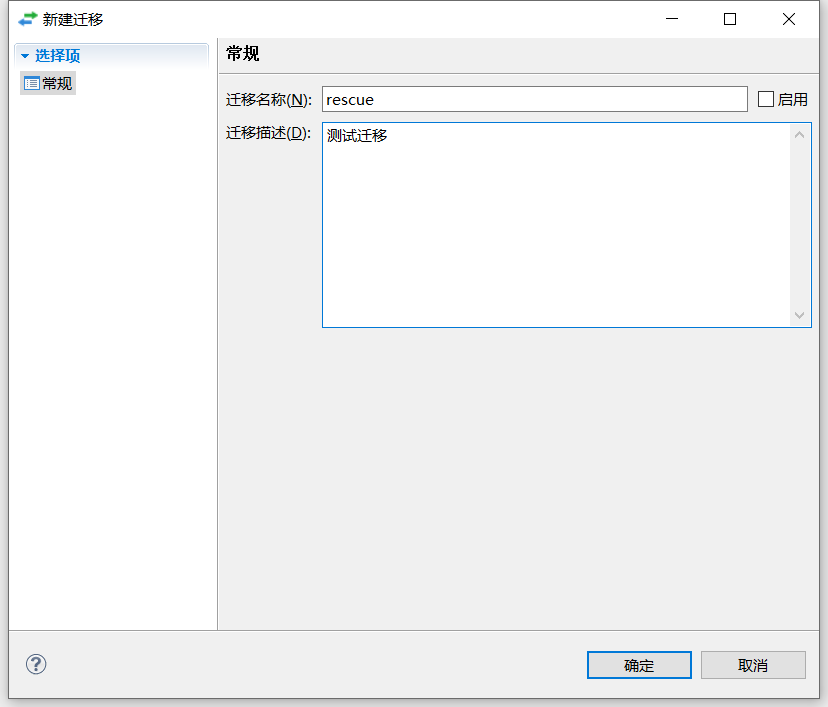 新建迁移
选择项
常规
常规
迁移名称(N):
rescue
启用
迁移描述(D):
测试迁移
?
确定
取消